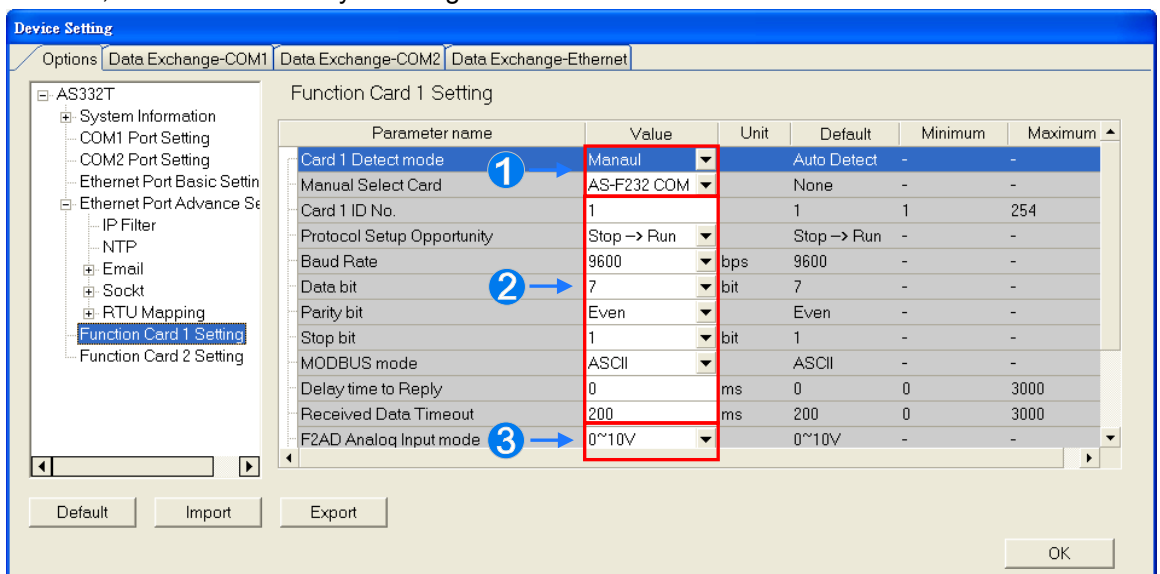 Device Setting
Options Data Exchange-COM1 Data Exchange-COM2 Data Exchange-Ethernet
AS332T
System Information
COM1 Port Setting
COM2 Port Setting
Ethernet Port Basic Settin
Ethernet Port Advance Se
IP Filter
NTP
Email
Sockt
RTU Mapping
Function Card 1 Setting
Function Card 2 Setting
Function Card 1 Setting
Parameter name Value Unit Default Minimum Maximum
Card 1 Detect mode 1 Manaul Auto Detect - -
Manual Select Card AS-F232 COM None - -
Card 1 ID No. 1 1 1 254
Protocol Setup Opportunity Stop –> Run Stop –> Run - -
Baud Rate 9600 bps 9600 - -
Data bit 2 7 bit 7 - -
Parity bit Even Even - -
Stop bit 1 bit 1 - -
MODBUS mode ASCII ASCII - -
Delay time to Reply 0 ms 0 0 3000
Received Data Timeout 200 ms 200 0 3000
F2AD Analog Input mode 3 0~10V 0~10V - -
Default Import Export
OK